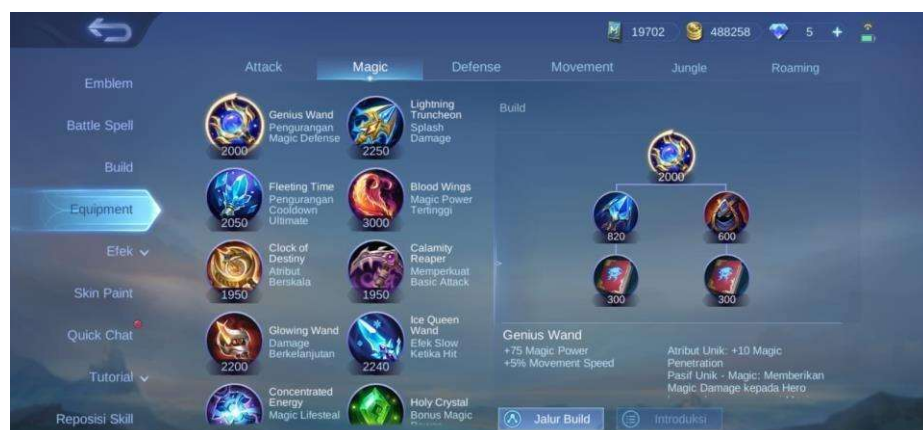 19702
488258
5
+
Emblem
Battle Spell
Build
Equipment
Efek
Skin Paint
Quick Chat
Tutorial
Reposisi Skill
Attack
Magic
Defense
Movement
Jungle
Roaming
Genius Wand
Pengurangan
Magic Defense
2000
Lightning
Truncheon
Splash
Damage
2250
Fleeting Time
Pengurangan
Cooldown
Ultimate
2050
Blood Wings
Magic Power
Tertinggi
3000
Clock of
Destiny
Atribut
Berskala
1950
Calamity
Reaper
Memperkuat
Basic Attack
1950
Glowing Wand
Damage
Berkelanjutan
2200
Ice Queen
Wand
Efek Slow
Ketika Hit
2240
Concentrated
Energy
Magic Lifesteal
Holy Crystal
Bonus Magic
Build
2000
820
600
300
300
Genius Wand
+75 Magic Power
+5% Movement Speed
Atribut Unik: +10 Magic
Penetration
Pasif Unik - Magic: Memberikan
Magic Damage kepada Hero
Jalur Build
Introduksi